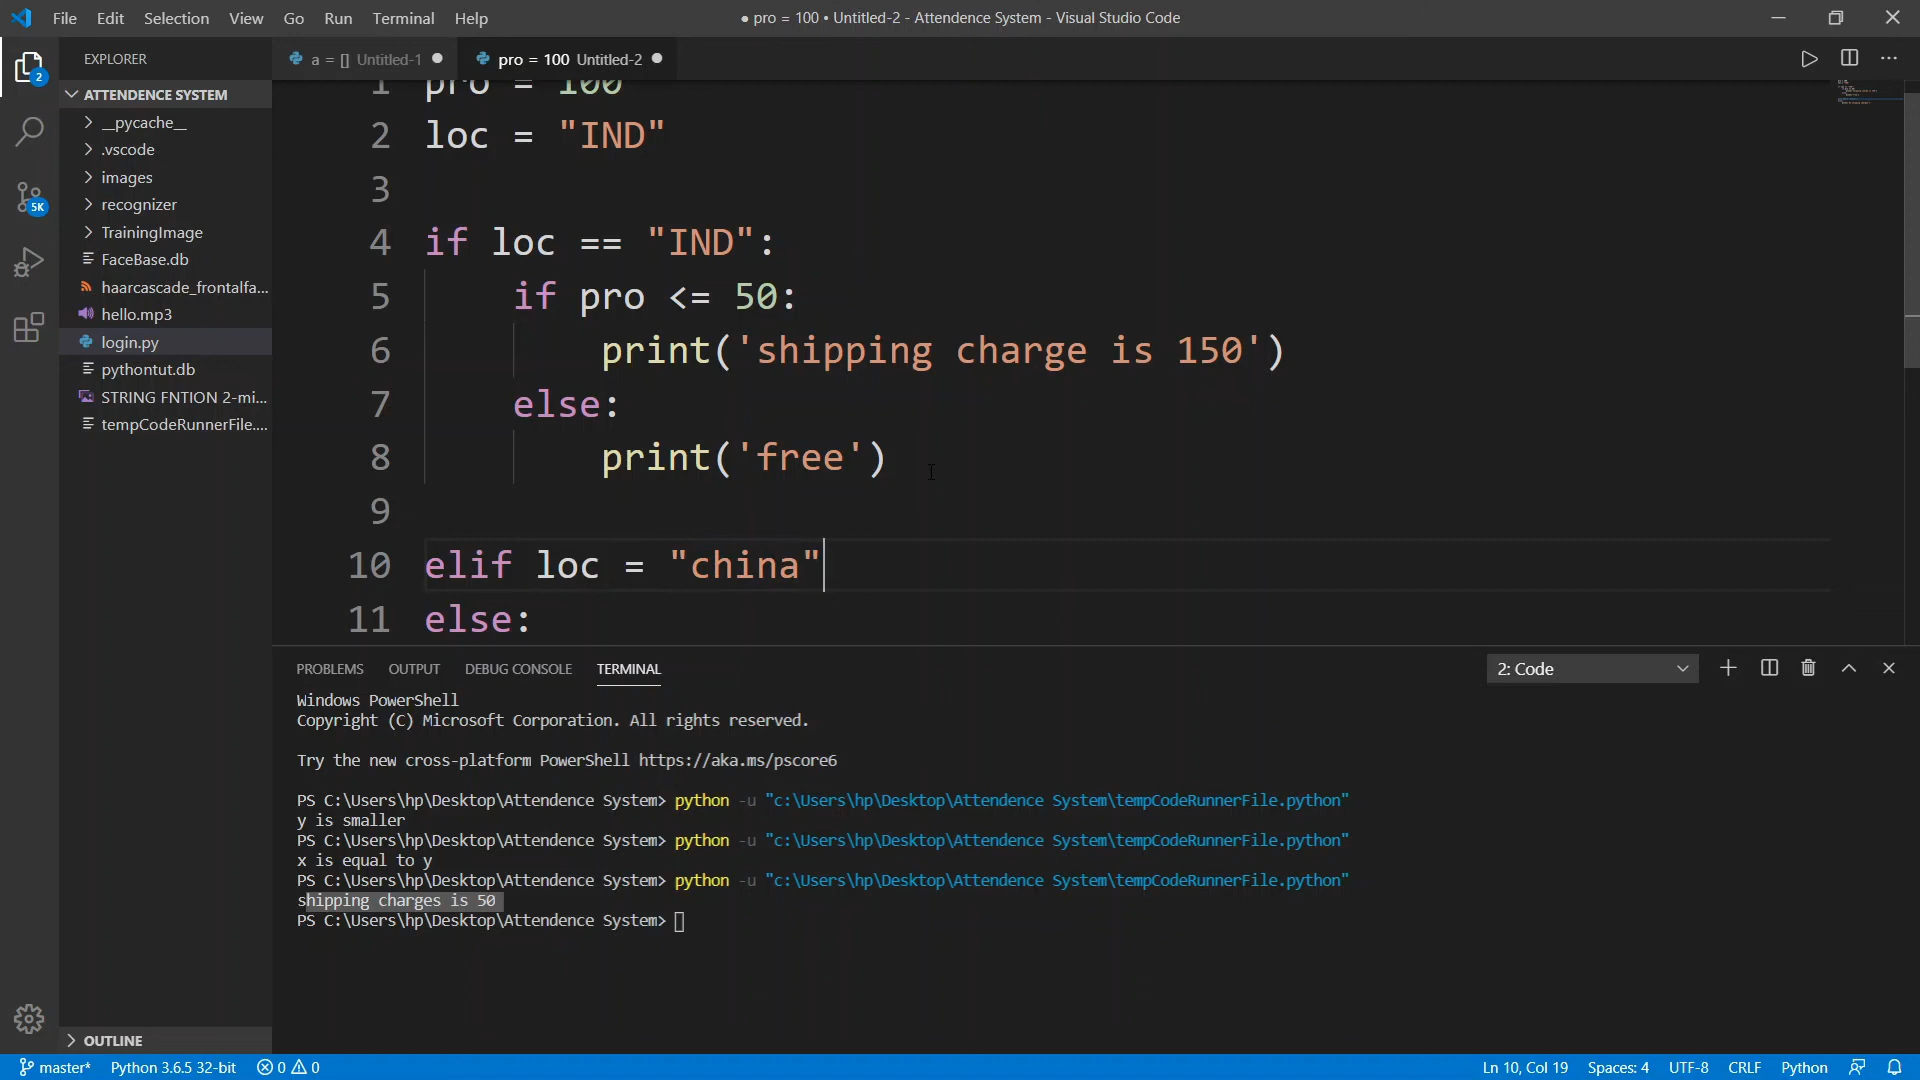 File Edit Selection View Go Run Terminal Help
● pro = 100 • Untitled-2 - Attendence System - Visual Studio Code
EXPLORER
a = [] Untitled-1
pro = 100 Untitled-2
2
ATTENDENCE SYSTEM
__pycache__
.vscode
images
recognizer
5K
TrainingImage
FaceBase.db
haarcascade_frontalfa...
hello.mp3
login.py
pythontut.db
STRING FNTION 2-mi...
tempCodeRunnerFile....
OUTLINE
1 pro = 100
2 loc = "IND"
3
4 if loc == "IND":
5 if pro <= 50:
6 print('shipping charge is 150')
7 else:
8 print('free')
9
10 elif loc = "china"
11 else:
PROBLEMS OUTPUT DEBUG CONSOLE TERMINAL
2: Code
Windows PowerShell
Copyright (C) Microsoft Corporation. All rights reserved.
Try the new cross-platform PowerShell https://aka.ms/pscore6
PS C:\Users\hp\Desktop\Attendence System> python -u "c:\Users\hp\Desktop\Attendence System\tempCodeRunnerFile.python"
y is smaller
PS C:\Users\hp\Desktop\Attendence System> python -u "c:\Users\hp\Desktop\Attendence System\tempCodeRunnerFile.python"
x is equal to y
PS C:\Users\hp\Desktop\Attendence System> python -u "c:\Users\hp\Desktop\Attendence System\tempCodeRunnerFile.python"
shipping charges is 50
PS C:\Users\hp\Desktop\Attendence System>
master* Python 3.6.5 32-bit 0 0
Ln 10, Col 19 Spaces: 4 UTF-8 CRLF Python